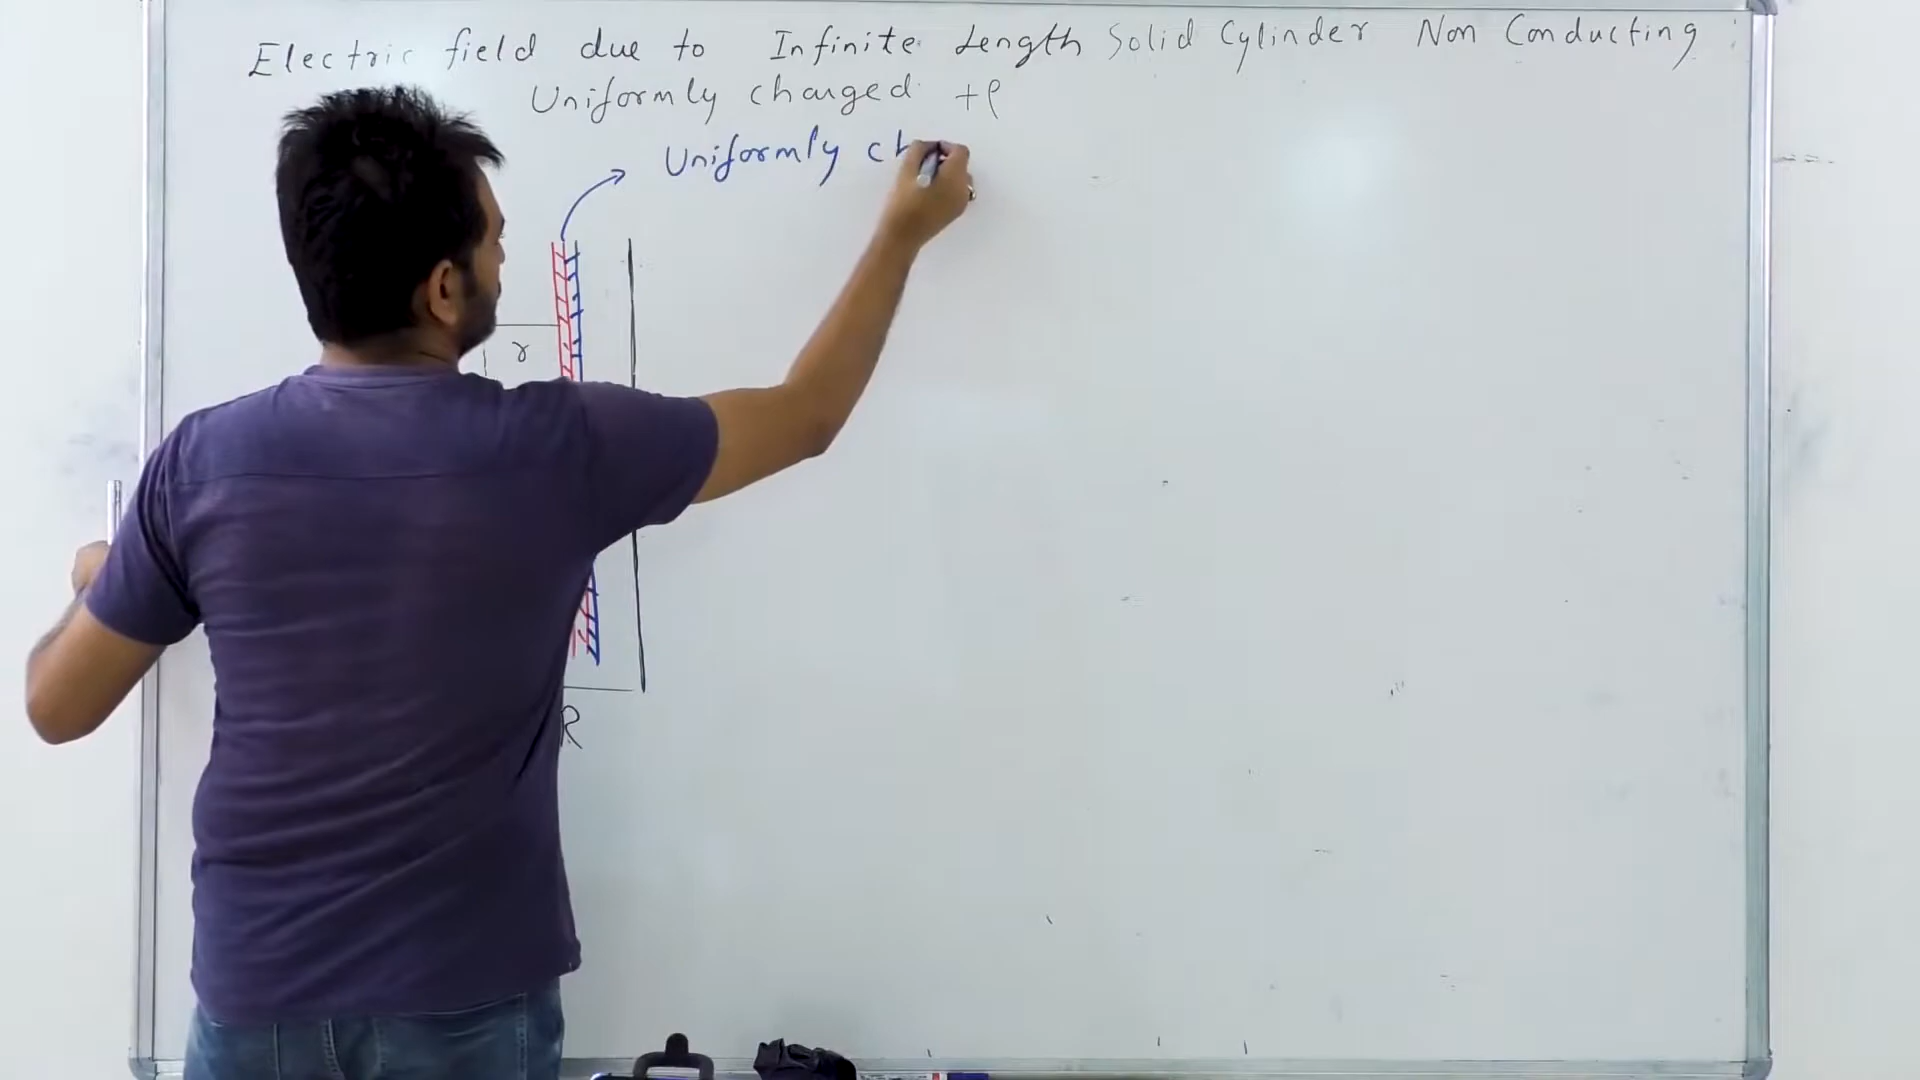 Electric field due to Infinite Length Solid Cylinder Non Conducting :
Uniformly charged +ρ
Uniformly ch
r
R